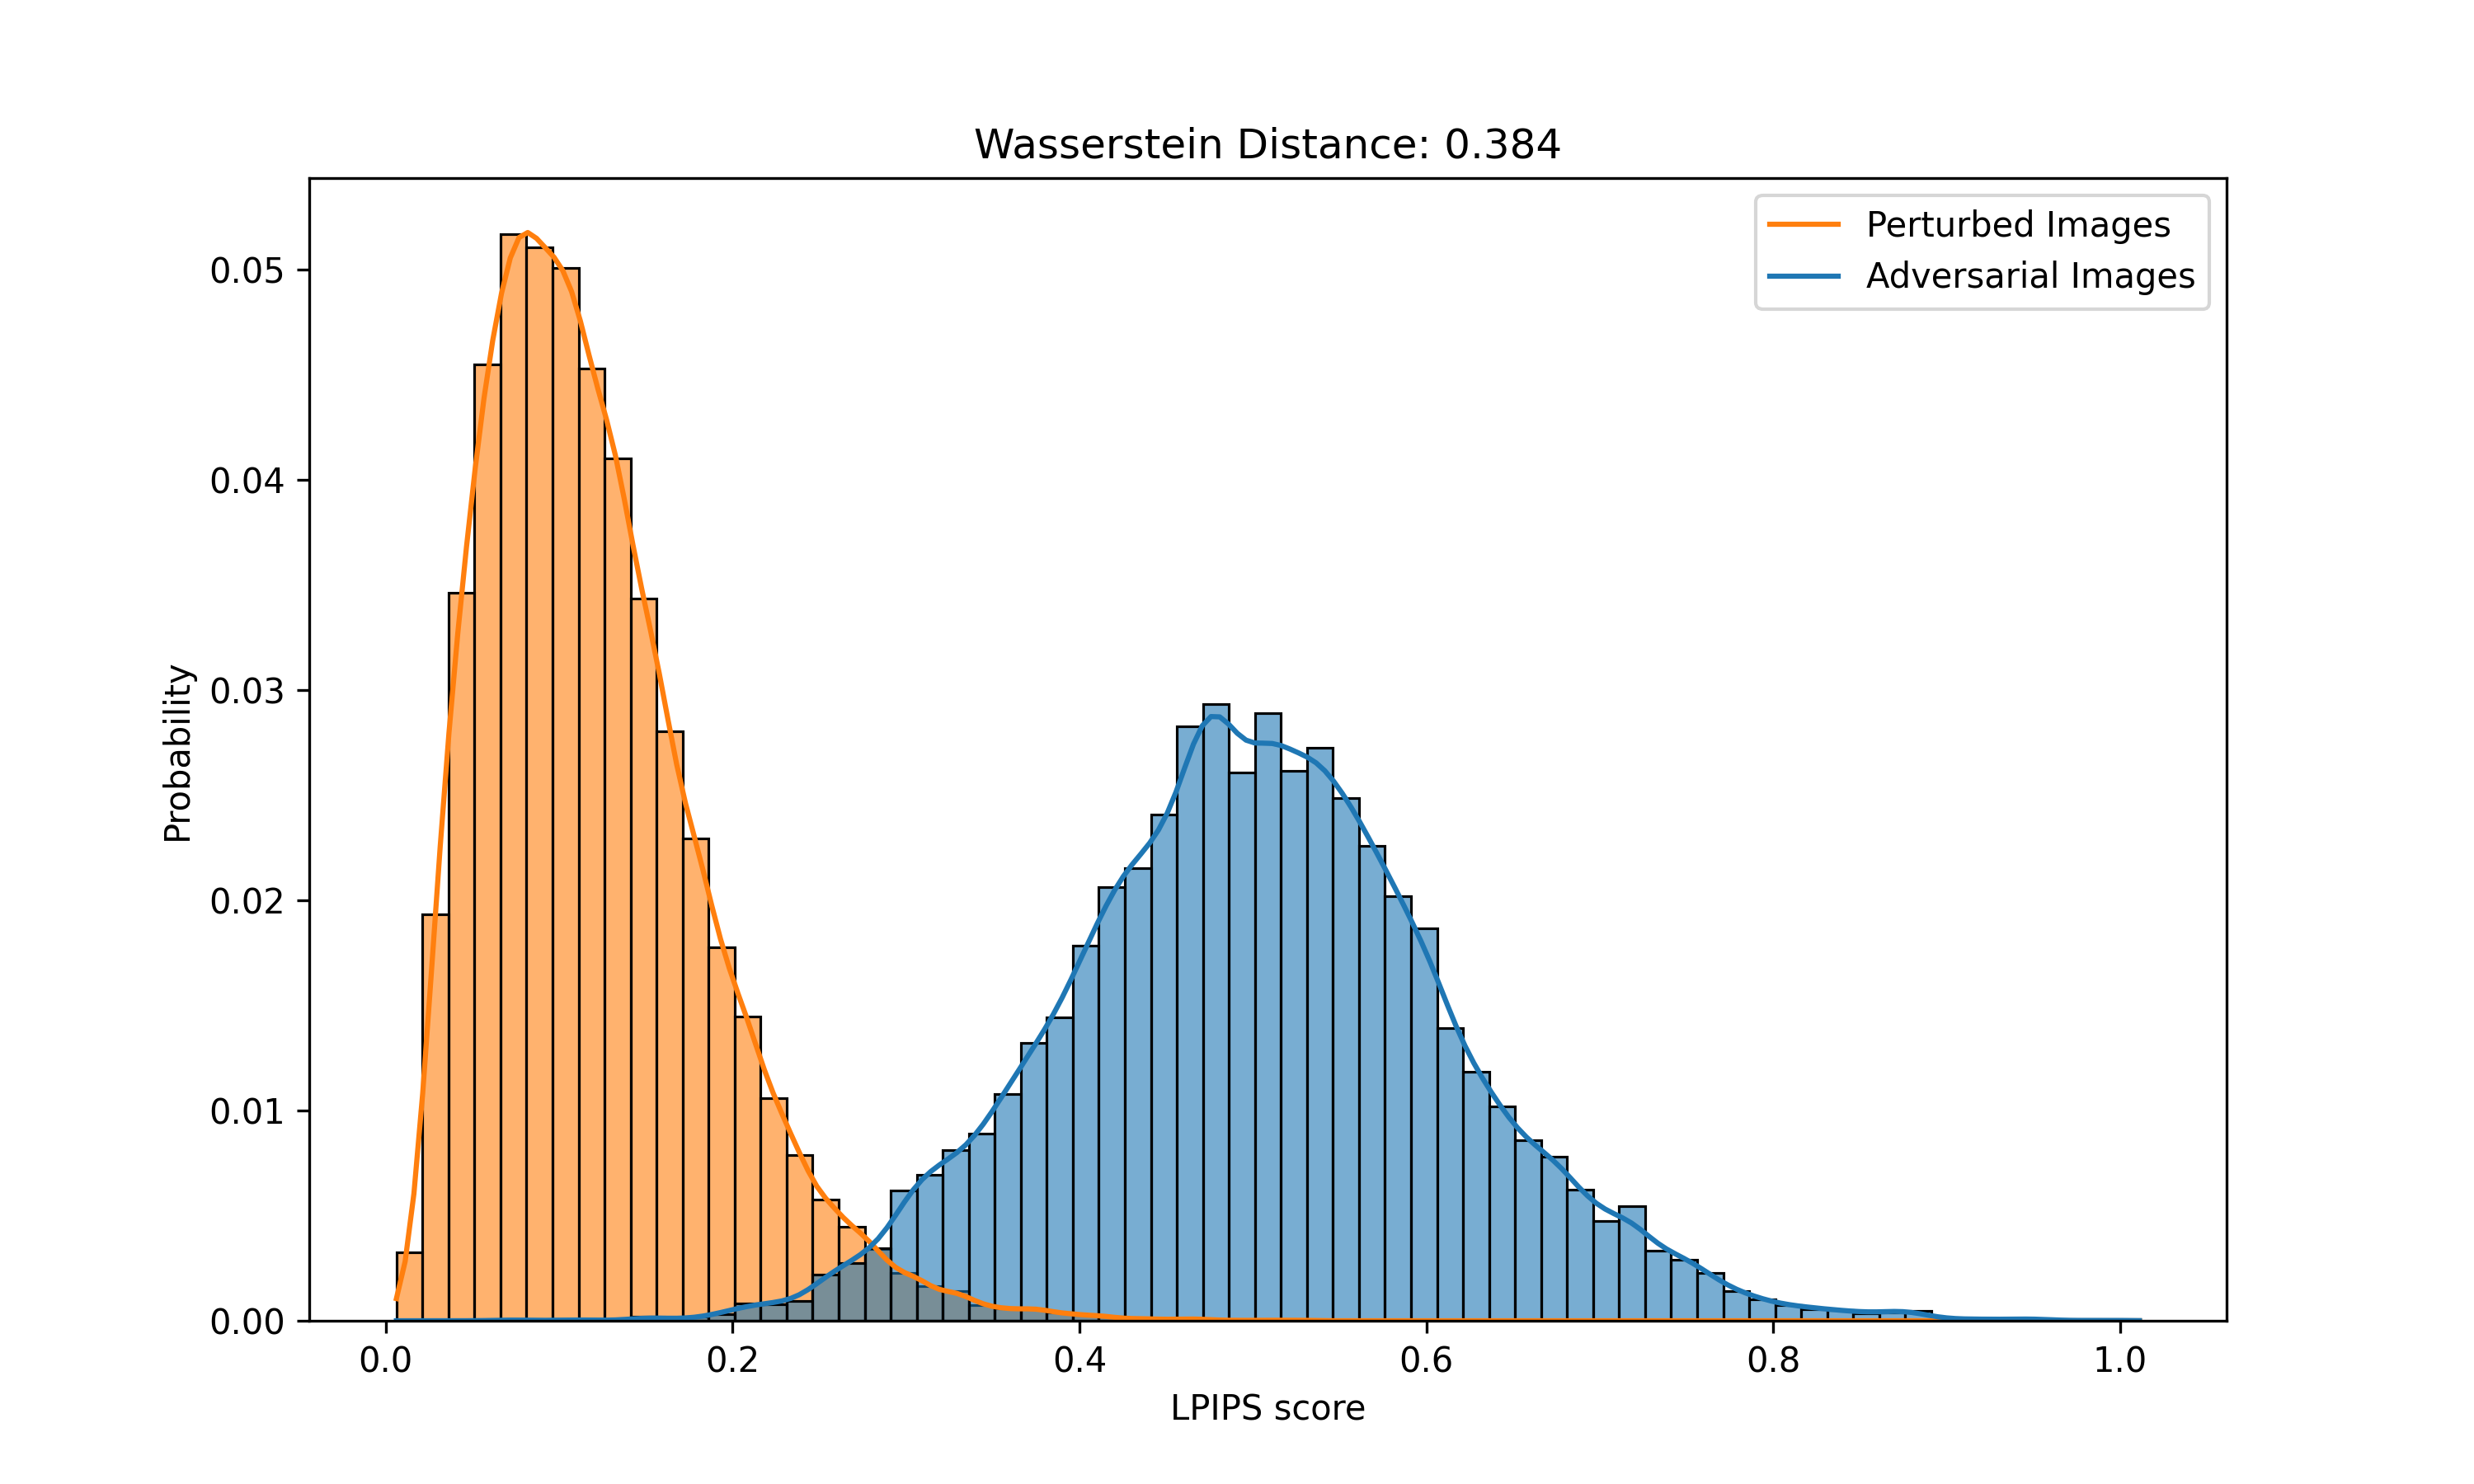 Wasserstein Distance: 0.384
Perturbed Images
Adversarial Images
0.05
0.04
0.03
0.02
0.01
0.00
Probability
0.0 0.2 0.4 0.6 0.8 1.0
LPIPS score